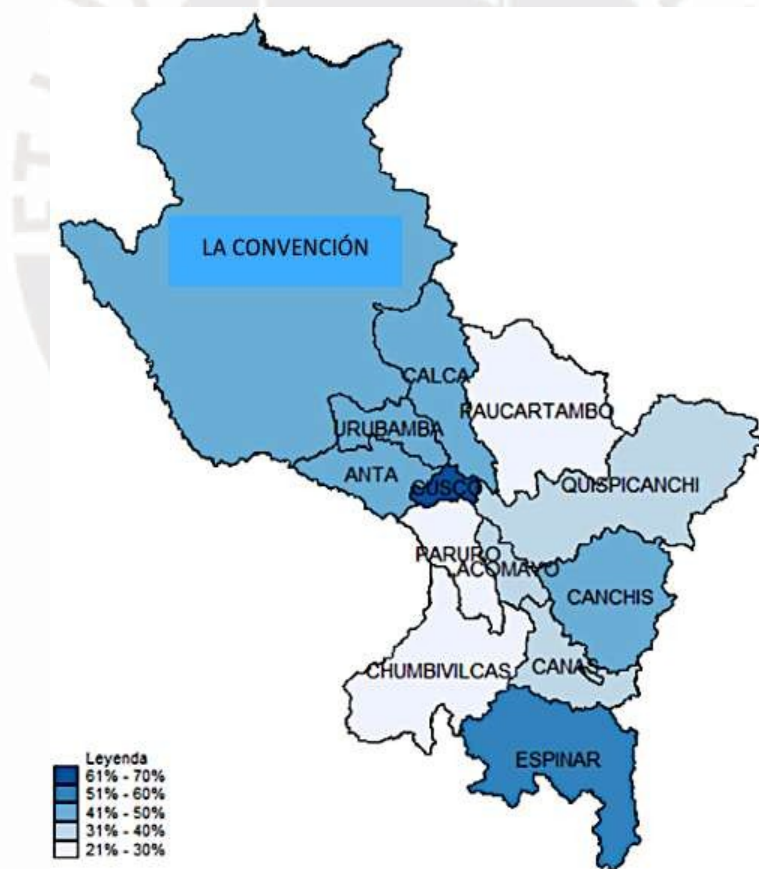 LA CONVENCIÓN
CALCA
PAUCARTAMBO
URUBAMBA
ANTA
CUSCO
QUISPICANCHI
PARURO
ACOMAYO
CANCHIS
CHUMBIVILCAS
CANAS
ESPINAR
Leyenda
61% - 70%
51% - 60%
41% - 50%
31% - 40%
21% - 30%